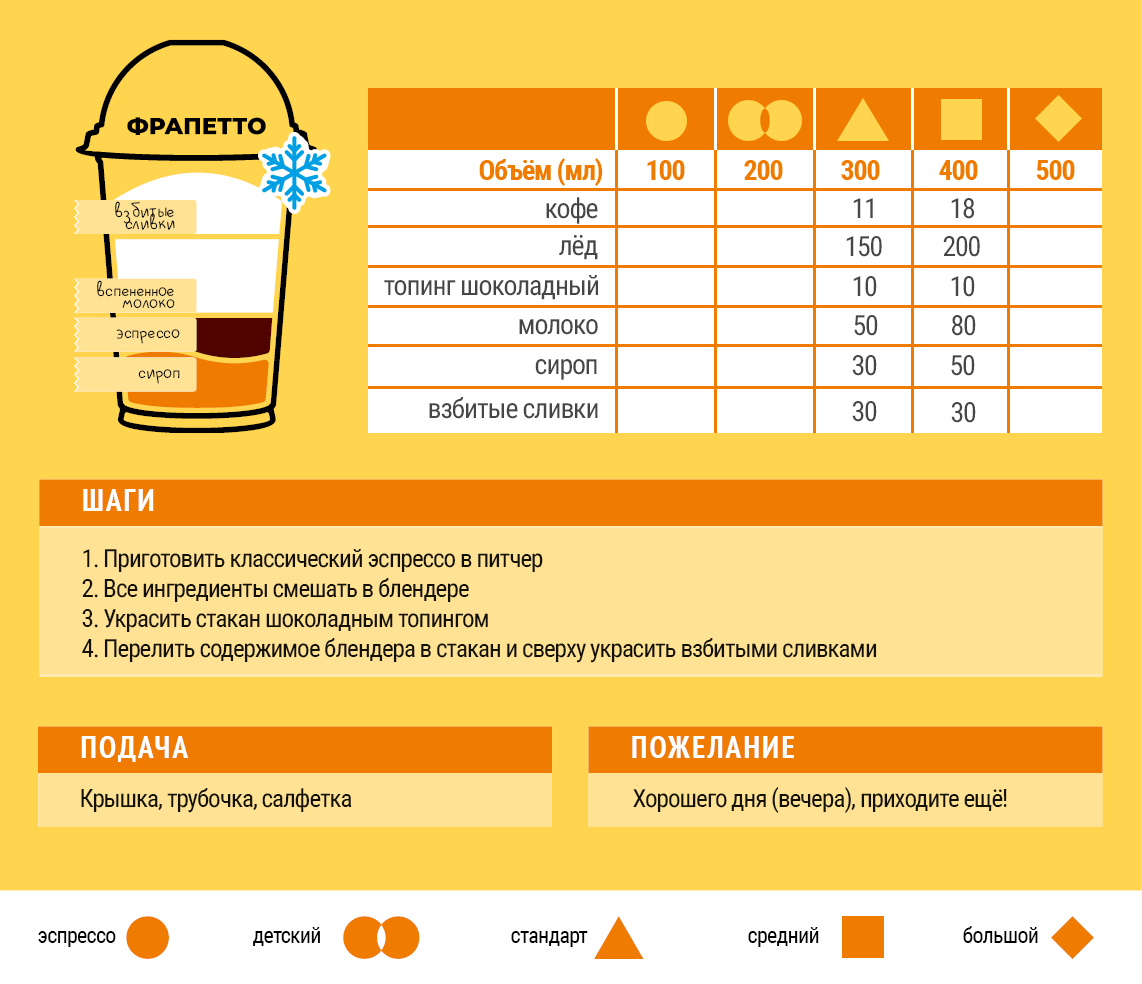 ФРАПЕТТО
взбитые
сливки
вспененное
молоко
эспрессо
сироп
Объём (мл) 100 200 300 400 500
кофе 11 18
лёд 150 200
топинг шоколадный 10 10
молоко 50 80
сироп 30 50
взбитые сливки 30 30
ШАГИ
1. Приготовить классический эспрессо в питчер
2. Все ингредиенты смешать в блендере
3. Украсить стакан шоколадным топингом
4. Перелить содержимое блендера в стакан и сверху украсить взбитыми сливками
ПОДАЧА
Крышка, трубочка, салфетка
ПОЖЕЛАНИЕ
Хорошего дня (вечера), приходите ещё!
эспрессо детский стандарт средний большой